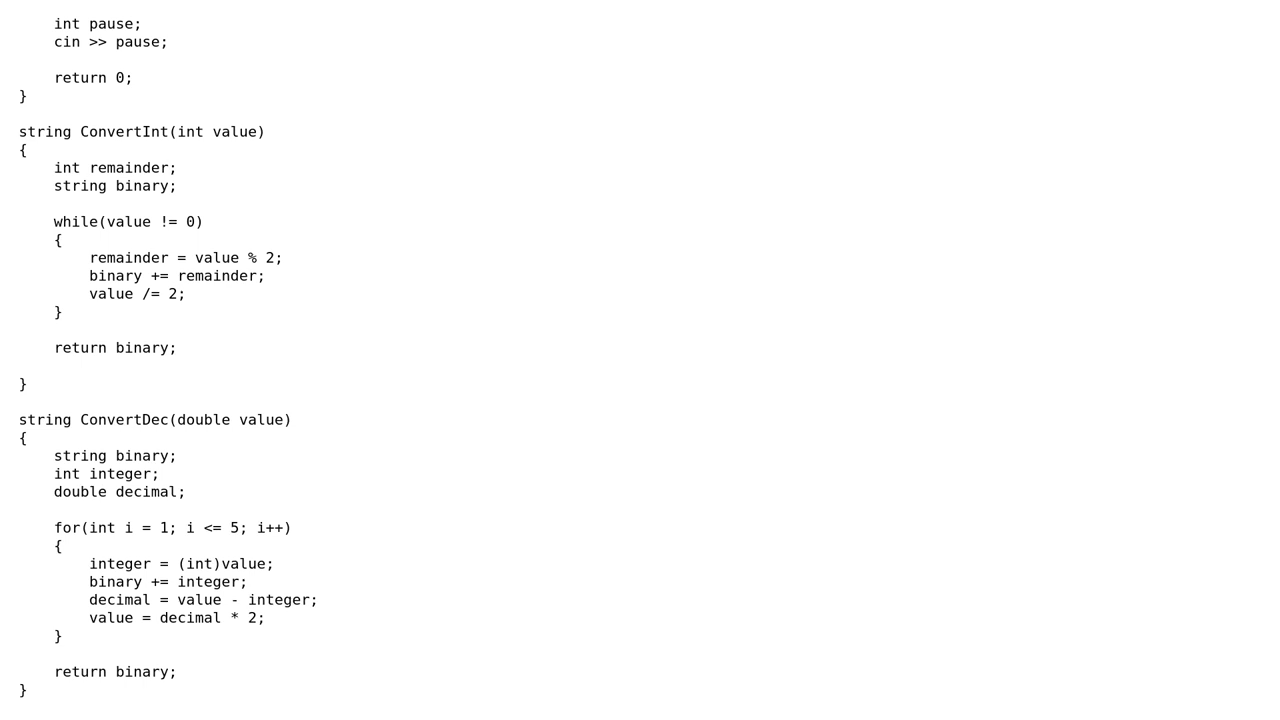 int pause;
    cin >> pause;

    return 0;
}

string ConvertInt(int value)
{
    int remainder;
    string binary;

    while(value != 0)
    {
        remainder = value % 2;
        binary += remainder;
        value /= 2;
    }

    return binary;

}

string ConvertDec(double value)
{
    string binary;
    int integer;
    double decimal;

    for(int i = 1; i <= 5; i++)
    {
        integer = (int)value;
        binary += integer;
        decimal = value - integer;
        value = decimal * 2;
    }

    return binary;
}